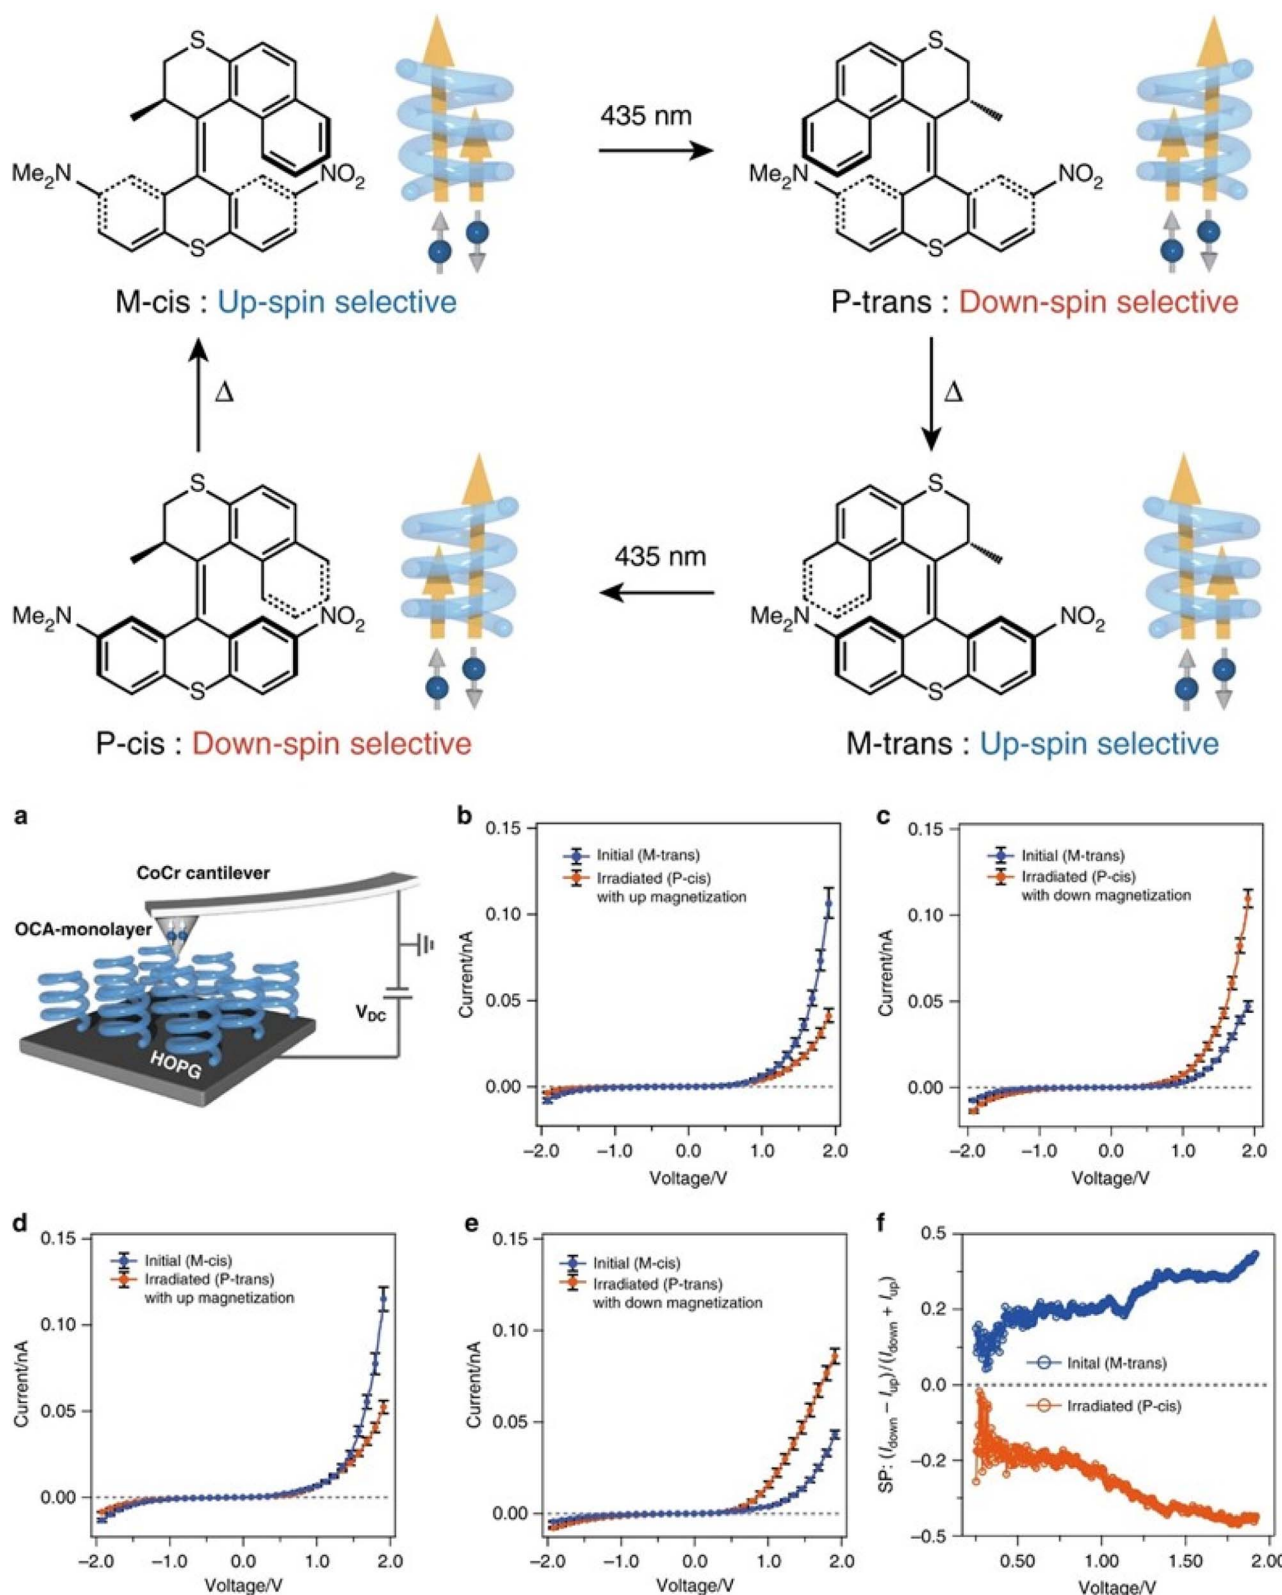 S
S
435 nm
Me₂N
NO₂
Me₂N
NO₂
S
S
M-cis : Up-spin selective
P-trans : Down-spin selective
Δ
Δ
S
S
435 nm
Me₂N
NO₂
Me₂N
NO₂
S
S
P-cis : Down-spin selective
M-trans : Up-spin selective
a
CoCr cantilever
OCA-monolayer
V_DC
HOPG
b
0.15
0.10
0.05
0.00
Current/nA
Initial (M-trans)
Irradiated (P-cis)
with up magnetization
−2.0 −1.0 0.0 1.0 2.0
Voltage/V
c
0.15
0.10
0.05
0.00
Current/nA
Initial (M-trans)
Irradiated (P-cis)
with down magnetization
−2.0 −1.0 0.0 1.0 2.0
Voltage/V
d
0.15
0.10
0.05
0.00
Current/nA
Initial (M-cis)
Irradiated (P-trans)
with up magnetization
−2.0 −1.0 0.0 1.0 2.0
Voltage/V
e
0.15
0.10
0.05
0.00
Current/nA
Initial (M-cis)
Irradiated (P-trans)
with down magnetization
−2.0 −1.0 0.0 1.0 2.0
Voltage/V
f
0.5
0.2
0.0
−0.2
−0.5
SP: (I_down − I_up)/(I_down + I_up)
Inital (M-trans)
Irradiated (P-cis)
0.50 1.00 1.50 2.00
Voltage/V